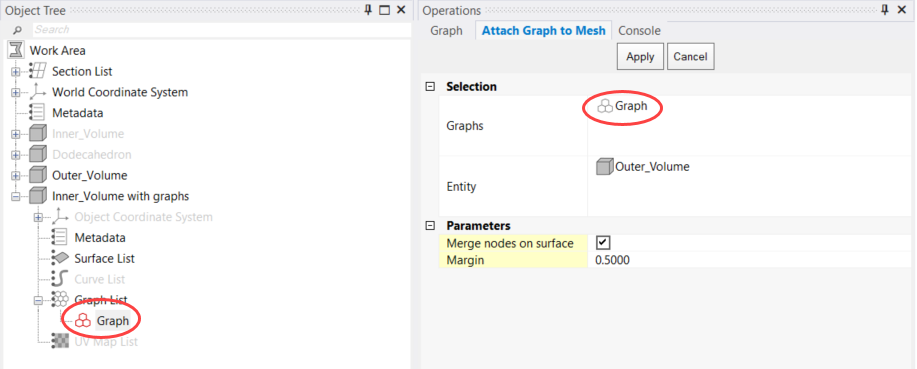 Object Tree
Search
Work Area
Section List
World Coordinate System
Metadata
Inner_Volume
Dodecahedron
Outer_Volume
Inner_Volume with graphs
Object Coordinate System
Metadata
Surface List
Curve List
Graph List
Graph
UV Map List
Operations
Graph Attach Graph to Mesh Console
Apply Cancel
Selection
Graphs Graph
Entity Outer_Volume
Parameters
Merge nodes on surface
Margin 0.5000